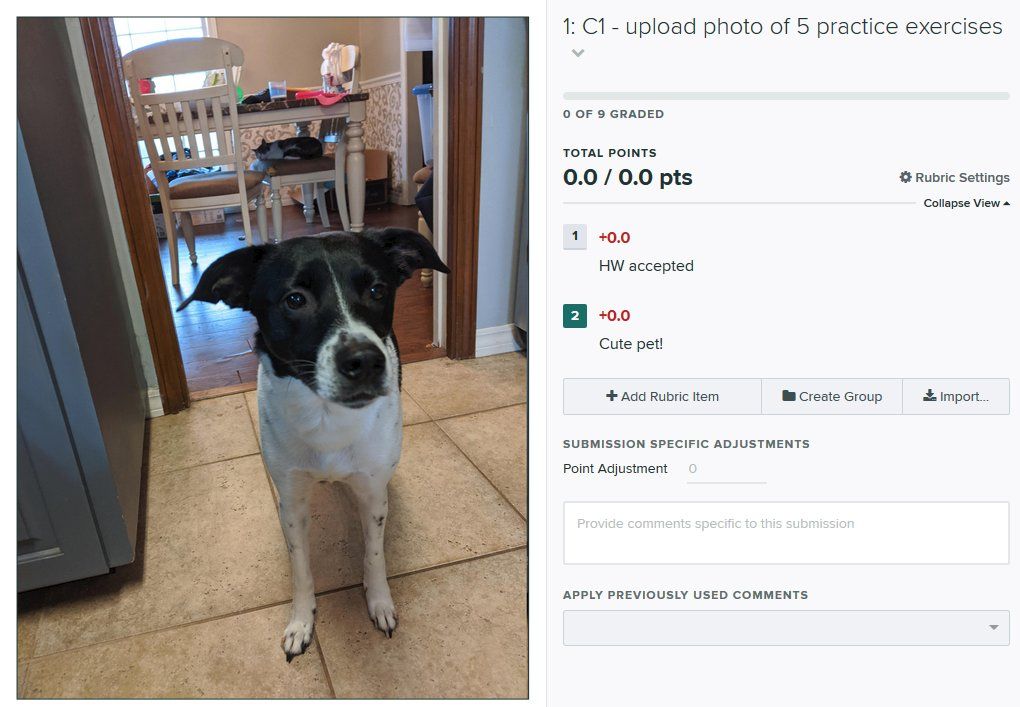 1: C1 - upload photo of 5 practice exercises
0 OF 9 GRADED
TOTAL POINTS
0.0 / 0.0 pts
Rubric Settings
Collapse View
1
+0.0
HW accepted
2
+0.0
Cute pet!
Add Rubric Item
Create Group
Import...
SUBMISSION SPECIFIC ADJUSTMENTS
Point Adjustment
0
Provide comments specific to this submission
APPLY PREVIOUSLY USED COMMENTS